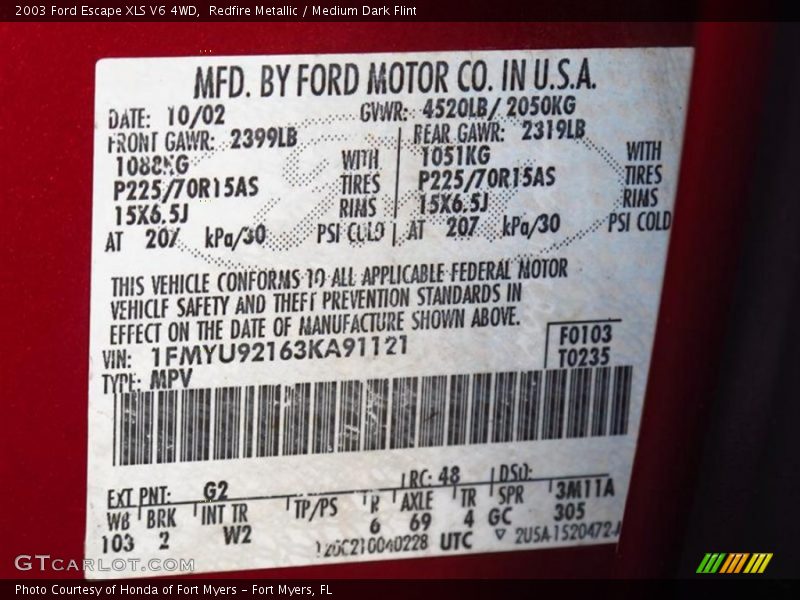 2003 Ford Escape XLS V6 4WD,  Redfire Metallic / Medium Dark Flint
MFD. BY FORD MOTOR CO. IN U.S.A.
DATE: 10/02 GVWR: 4520LB/ 2050KG
FRONT GAWR: 2399LB REAR GAWR: 2319LB
1088KG WITH 1051KG WITH
P225/70R15AS TIRES P225/70R15AS TIRES
15X6.5J RIMS 15X6.5J RIMS
AT 207 kPa/30 PSI COLD AT 207 kPa/30 PSI COLD
THIS VEHICLE CONFORMS TO ALL APPLICABLE FEDERAL MOTOR
VEHICLE SAFETY AND THEFT PREVENTION STANDARDS IN
EFFECT ON THE DATE OF MANUFACTURE SHOWN ABOVE.
VIN: 1FMYU92163KA91121 F0103
TYPE: MPV T0235
EXT PNT: G2 RC: 48 DSO:
WB BRK INT TR TP/PS R AXLE TR SPR 3M11A
103 2 W2 6 69 4 GC 305
UTC
GTCARLOT.COM
Photo Courtesy of Honda of Fort Myers - Fort Myers, FL